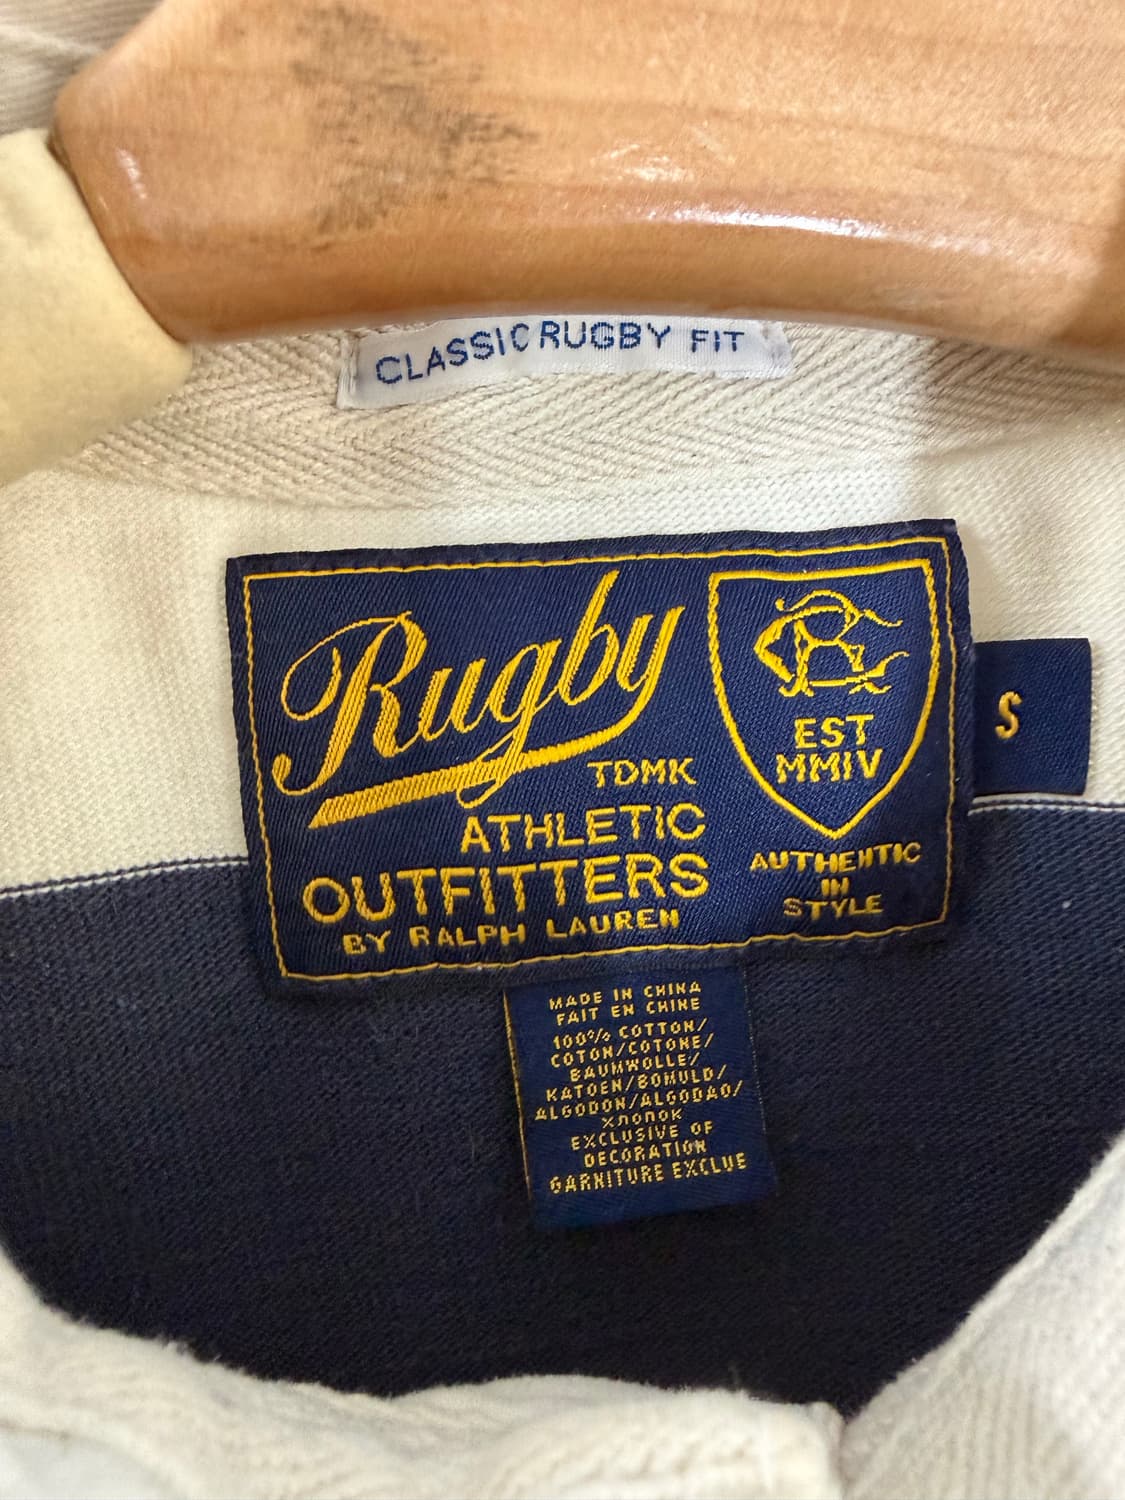 CLASSIC RUGBY FIT
Rugby
TDMK
ATHLETIC
OUTFITTERS
BY RALPH LAUREN
R
EST
MMIV
AUTHENTIC
IN
STYLE
S
MADE IN CHINA
FAIT EN CHINE
100% COTTON/
COTON/COTONE/
BAUMWOLLE/
KATOEN/BOMULD/
ALGODON/ALGODAO/
хлопок
EXCLUSIVE OF
DECORATION
GARNITURE EXCLUE